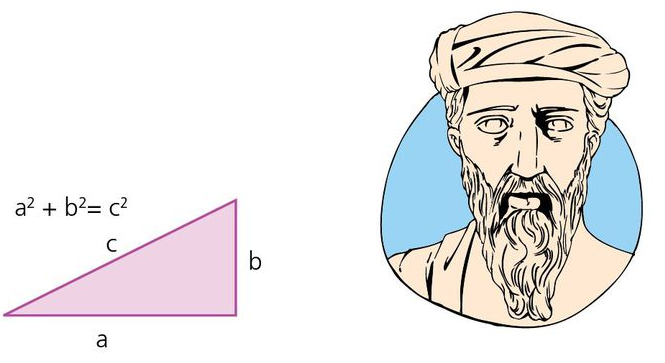 a² + b²= c²
c
b
a